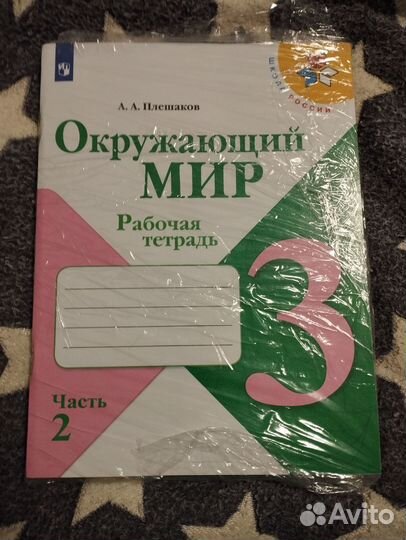 ШКОЛА РОССИИ
А. А. Плешаков
Окружающий
МИР
Рабочая
тетрадь
3
Часть
2
Avito